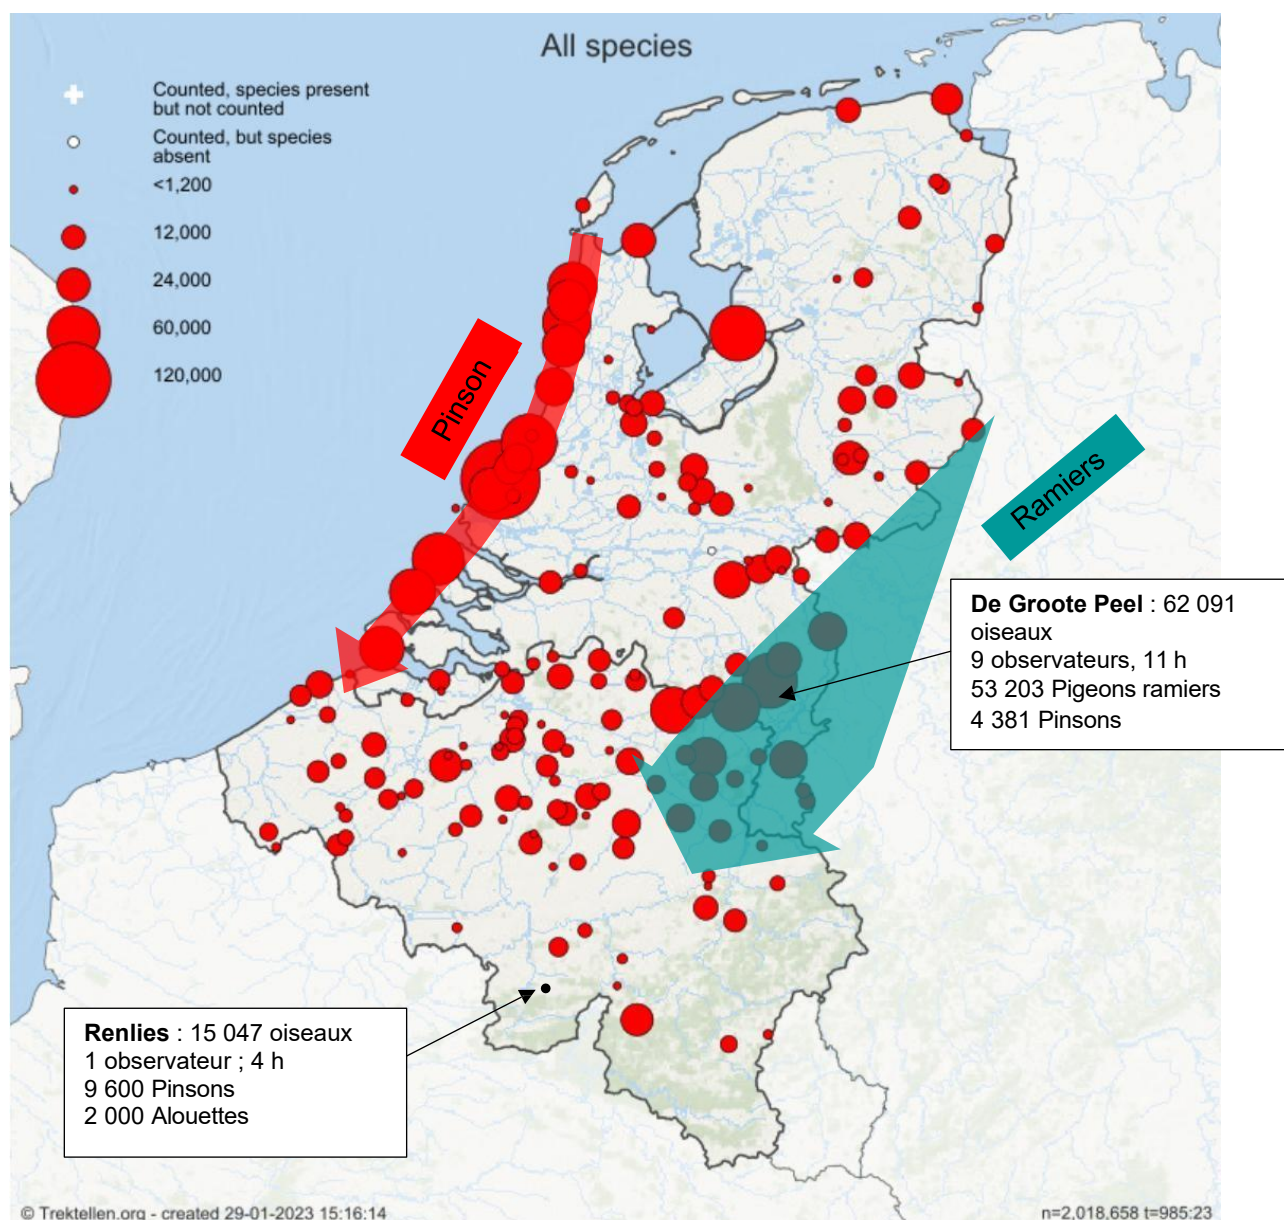 All species
Counted, species present
but not counted
Counted, but species
absent
<1,200
12,000
24,000
60,000
120,000
Pinson
Ramiers
De Groote Peel : 62 091
oiseaux
9 observateurs, 11 h
53 203 Pigeons ramiers
4 381 Pinsons
Renlies : 15 047 oiseaux
1 observateur ; 4 h
9 600 Pinsons
2 000 Alouettes
© Trektellen.org - created 29-01-2023 15:16:14
n=2,018,658 t=985:23